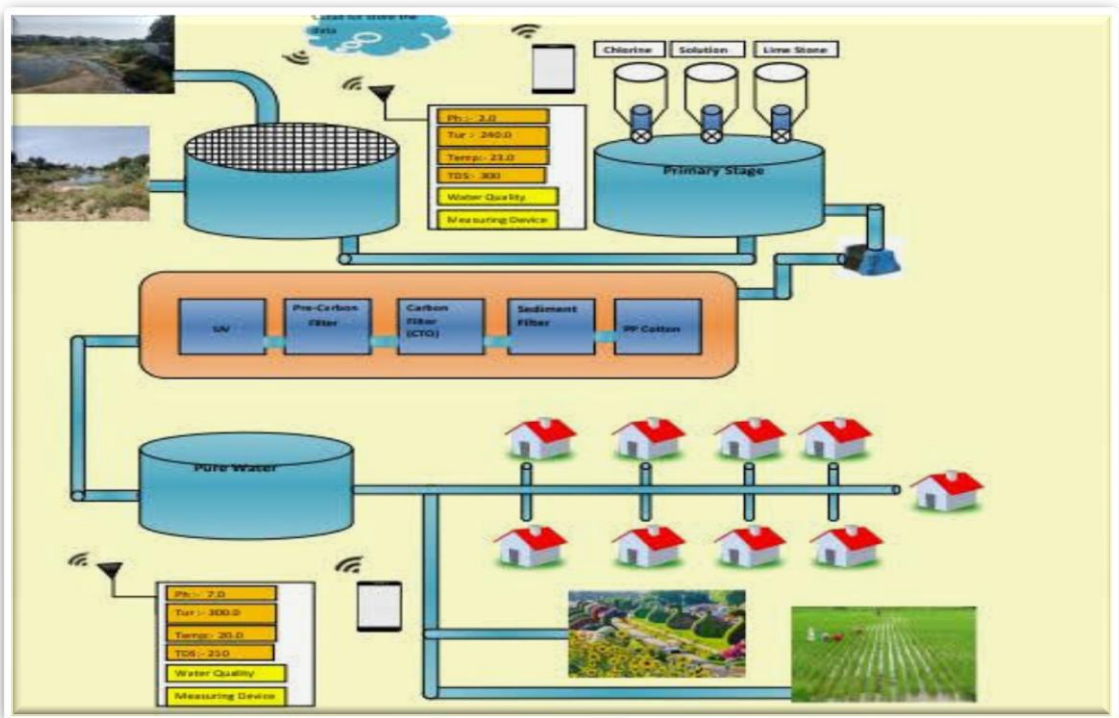 data
Chlorine
Solution
Lime Stone
Ph :- 2.0
Tur :- 240.0
Temp:- 23.0
TDS:- 300
Water Quality
Measuring Device
Primary Stage
UV
Pre-Carbon
Filter
Carbon
Filter
(CTO)
Sediment
Filter
PP Cotton
Pure Water
Ph:- 7.0
Tur :- 300.0
Temp:- 20.0
TDS:- 210
Water Quality
Measuring Device